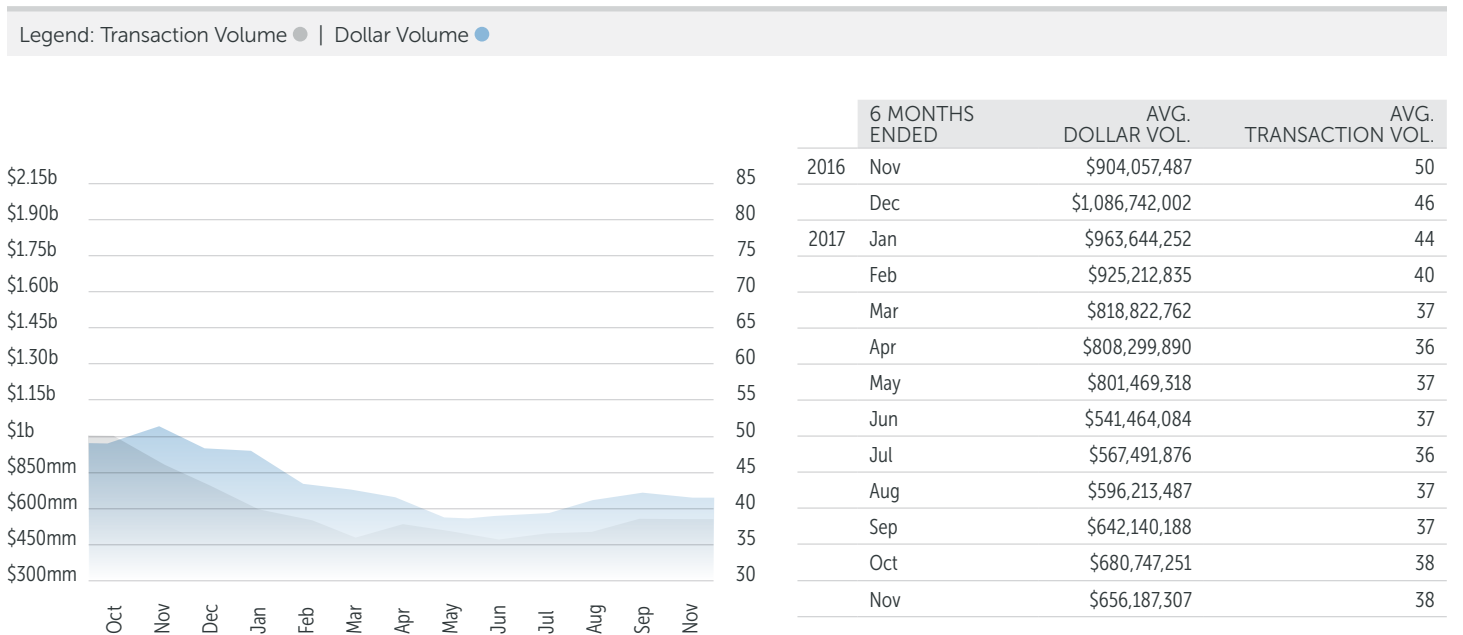 Legend: Transaction Volume | Dollar Volume
$2.15b 85
$1.90b 80
$1.75b 75
$1.60b 70
$1.45b 65
$1.30b 60
$1.15b 55
$1b 50
$850mm 45
$600mm 40
$450mm 35
$300mm 30
Oct Nov Dec Jan Feb Mar Apr May Jun Jul Aug Sep Nov
6 MONTHS AVG. AVG.
ENDED DOLLAR VOL. TRANSACTION VOL.
2016 Nov $904,057,487 50
Dec $1,086,742,002 46
2017 Jan $963,644,252 44
Feb $925,212,835 40
Mar $818,822,762 37
Apr $808,299,890 36
May $801,469,318 37
Jun $541,464,084 37
Jul $567,491,876 36
Aug $596,213,487 37
Sep $642,140,188 37
Oct $680,747,251 38
Nov $656,187,307 38